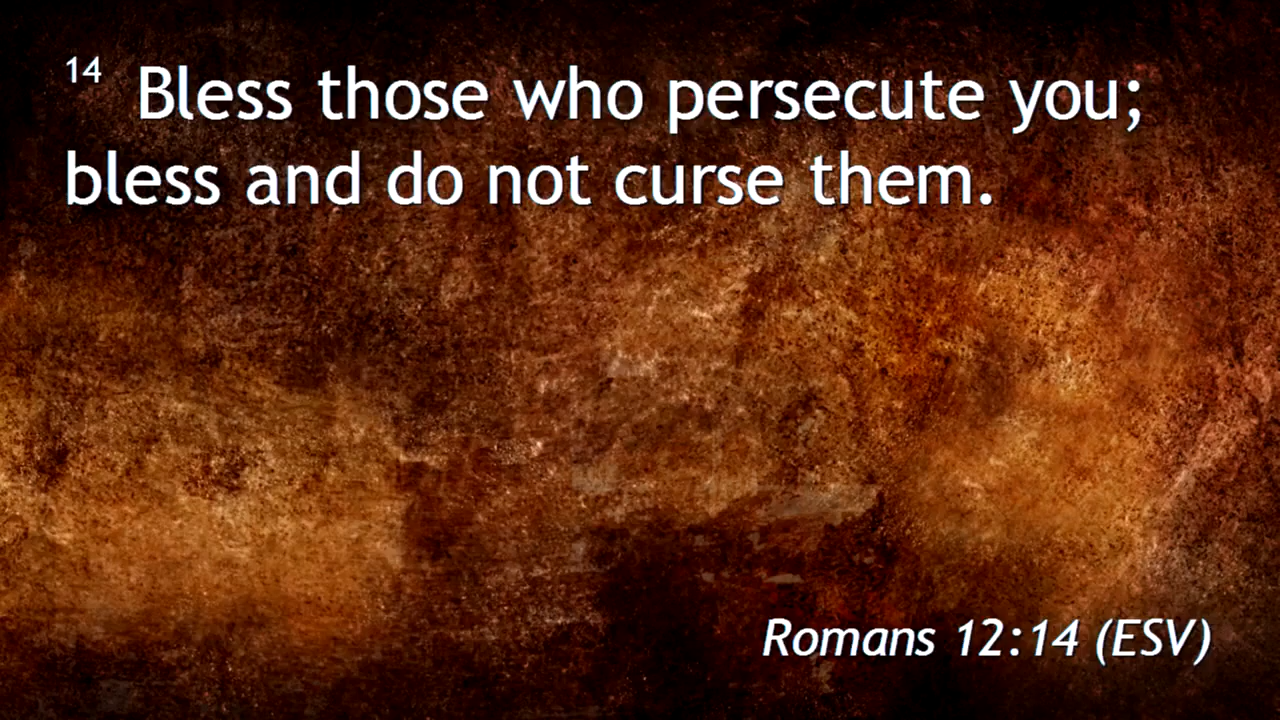 14 Bless those who persecute you;
bless and do not curse them.
Romans 12:14 (ESV)